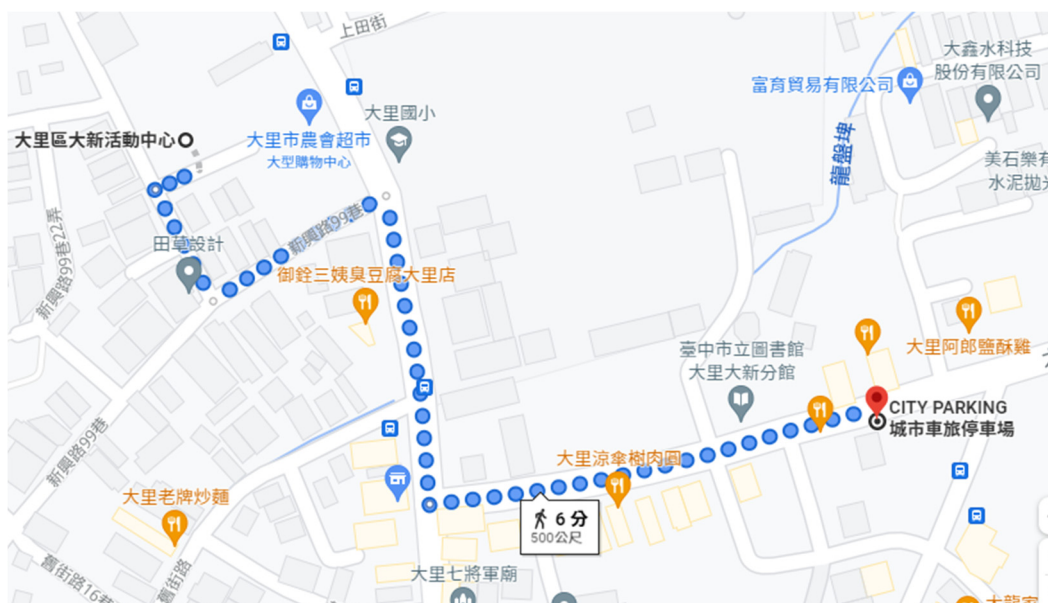 上田街
大里國小
大里區大新活動中心
大里市農會超市
大型購物中心
富育貿易有限公司
大鑫水科技
股份有限公司
龍盤埤
美石樂有
水泥拋光
新興路99巷22弄
田草設計
新興路99巷
御銓三姨臭豆腐大里店
臺中市立圖書館
大里大新分館
大里阿郎鹽酥雞
CITY PARKING
城市車旅停車場
新興路99巷
大里涼傘樹肉圓
大里老牌炒麵
6 分
500公尺
舊街路16巷
舊街路
大里七將軍廟